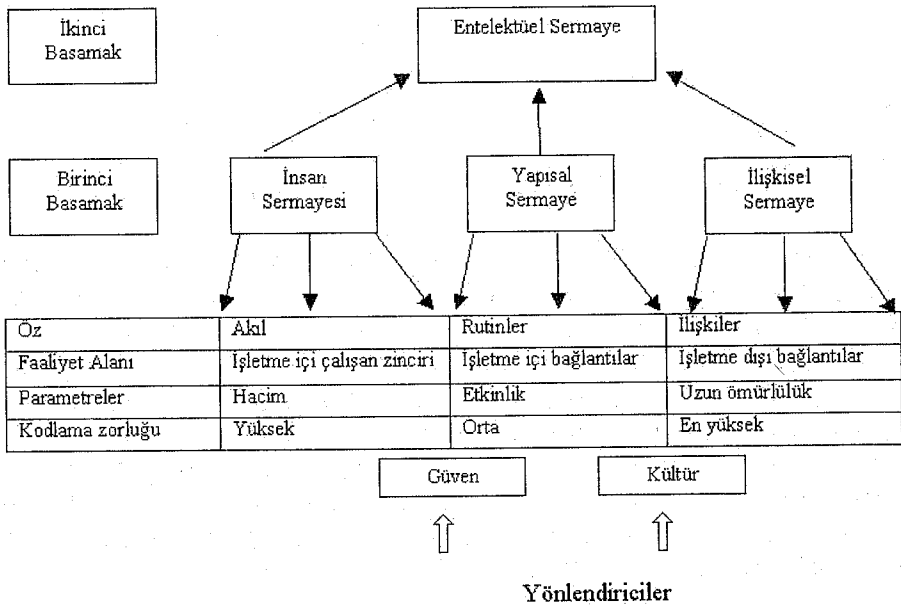 İkinci
Basamak
Entelektüel Sermaye
Birinci
Basamak
İnsan
Sermayesi
Yapısal
Sermaye
İlişkisel
Sermaye
Öz Akıl Rutinler İlişkiler
Faaliyet Alanı İşletme içi çalışan zinciri İşletme içi bağlantılar İşletme dışı bağlantılar
Parametreler Hacim Etkinlik Uzun ömürlülük
Kodlama zorluğu Yüksek Orta En yüksek
Güven Kültür
Yönlendiriciler